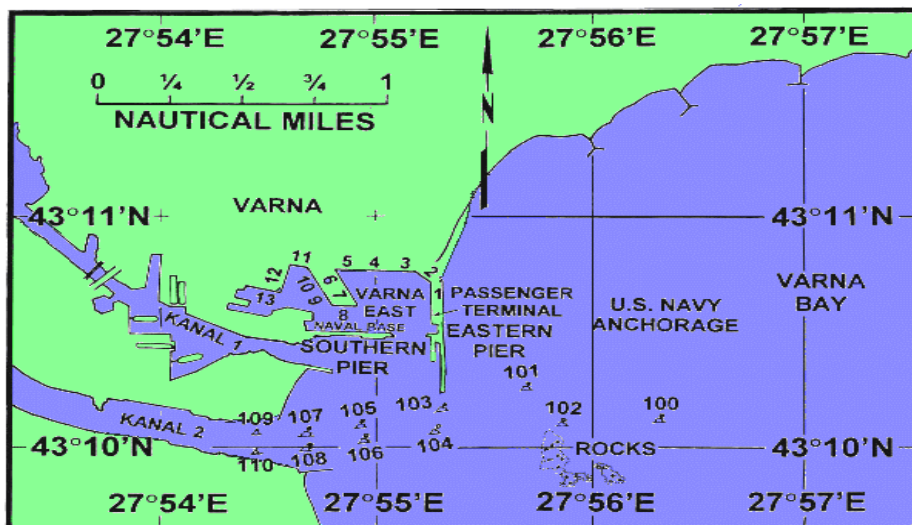 27°54'E 27°55'E 27°56'E 27°57'E
0 ¼ ½ ¾ 1
NAUTICAL MILES
N
VARNA
43°11'N 43°11'N
11 5 4 3 2
12 10 9 6 7 1
13 8
VARNA
EAST
NAVAL BASE
PASSENGER
TERMINAL
EASTERN
PIER
U.S. NAVY
ANCHORAGE
VARNA
BAY
KANAL 1
SOUTHERN
PIER
101
109 107 105 103 102 100
KANAL 2
110 108 106 104
43°10'N ROCKS 43°10'N
27°54'E 27°55'E 27°56'E 27°57'E